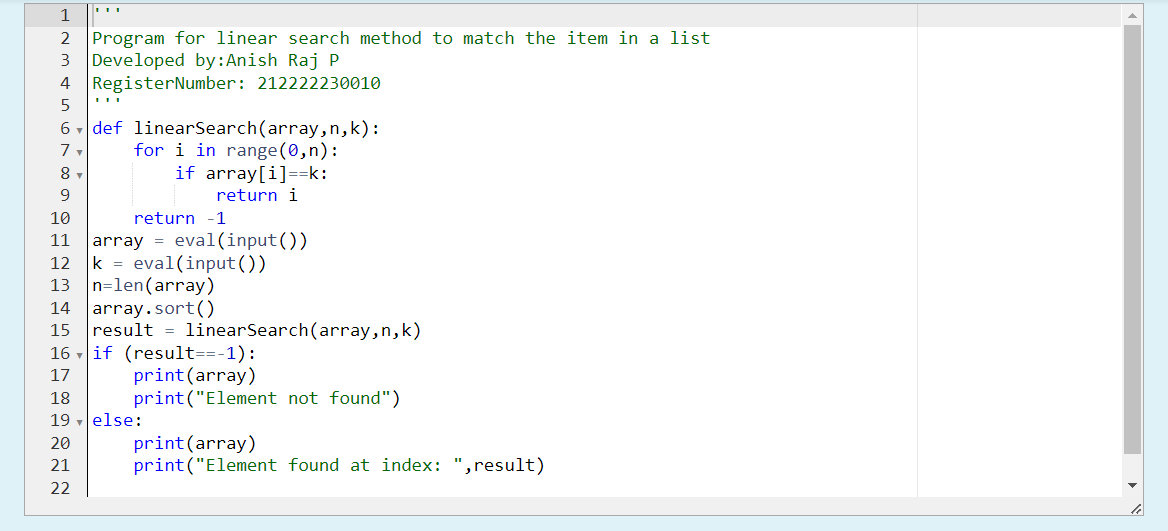 1 '''
2 Program for linear search method to match the item in a list
3 Developed by:Anish Raj P
4 RegisterNumber: 212222230010
5 '''
6 def linearSearch(array,n,k):
7     for i in range(0,n):
8         if array[i]==k:
9             return i
10     return -1
11 array = eval(input())
12 k = eval(input())
13 n=len(array)
14 array.sort()
15 result = linearSearch(array,n,k)
16 if (result==-1):
17     print(array)
18     print("Element not found")
19 else:
20     print(array)
21     print("Element found at index: ",result)
22